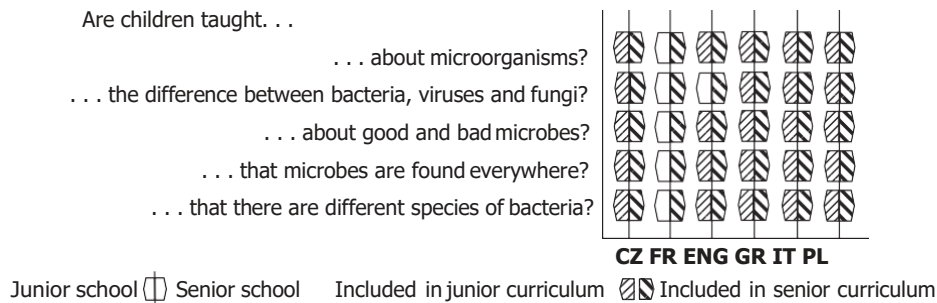 Are children taught. . .
. . . about microorganisms?
. . . the difference between bacteria, viruses and fungi?
. . . about good and bad microbes?
. . . that microbes are found everywhere?
. . . that there are different species of bacteria?
CZ FR ENG GR IT PL
Junior school Senior school Included in junior curriculum Included in senior curriculum